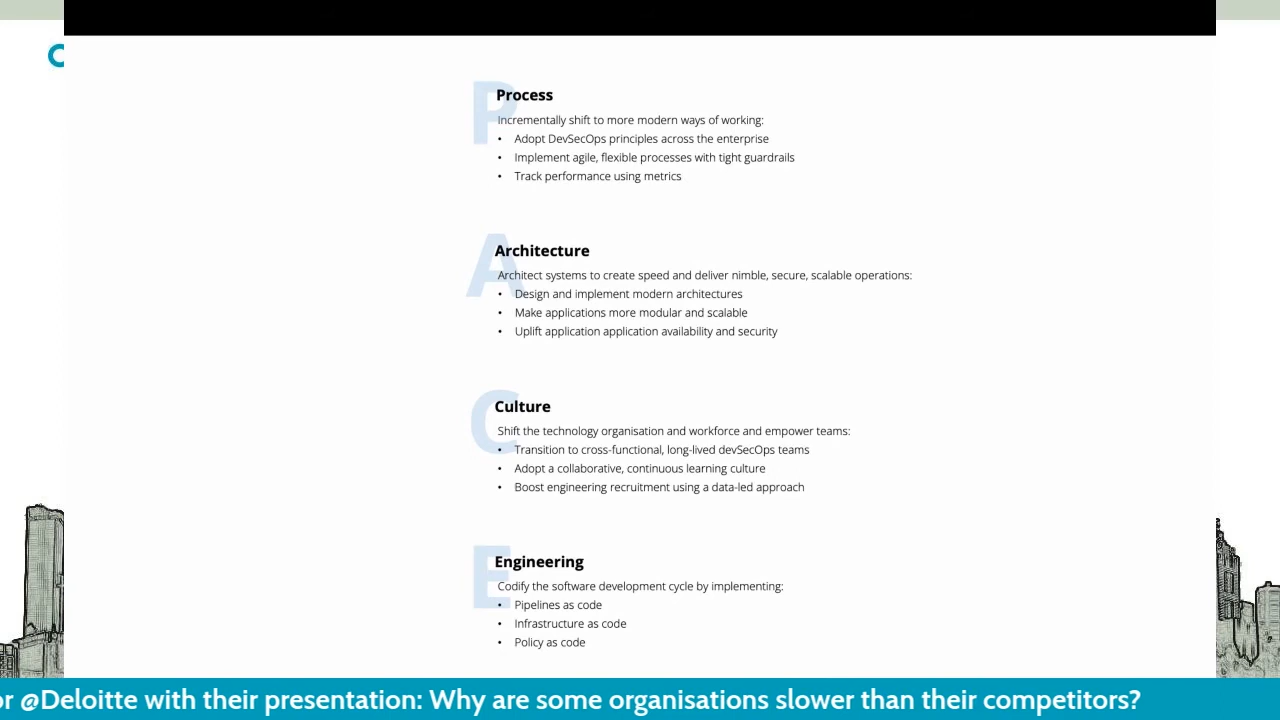 P
Process
Incrementally shift to more modern ways of working:
• Adopt DevSecOps principles across the enterprise
• Implement agile, flexible processes with tight guardrails
• Track performance using metrics
A
Architecture
Architect systems to create speed and deliver nimble, secure, scalable operations:
• Design and implement modern architectures
• Make applications more modular and scalable
• Uplift application application availability and security
C
Culture
Shift the technology organisation and workforce and empower teams:
• Transition to cross-functional, long-lived devSecOps teams
• Adopt a collaborative, continuous learning culture
• Boost engineering recruitment using a data-led approach
E
Engineering
Codify the software development cycle by implementing:
• Pipelines as code
• Infrastructure as code
• Policy as code
or @Deloitte with their presentation: Why are some organisations slower than their competitors?